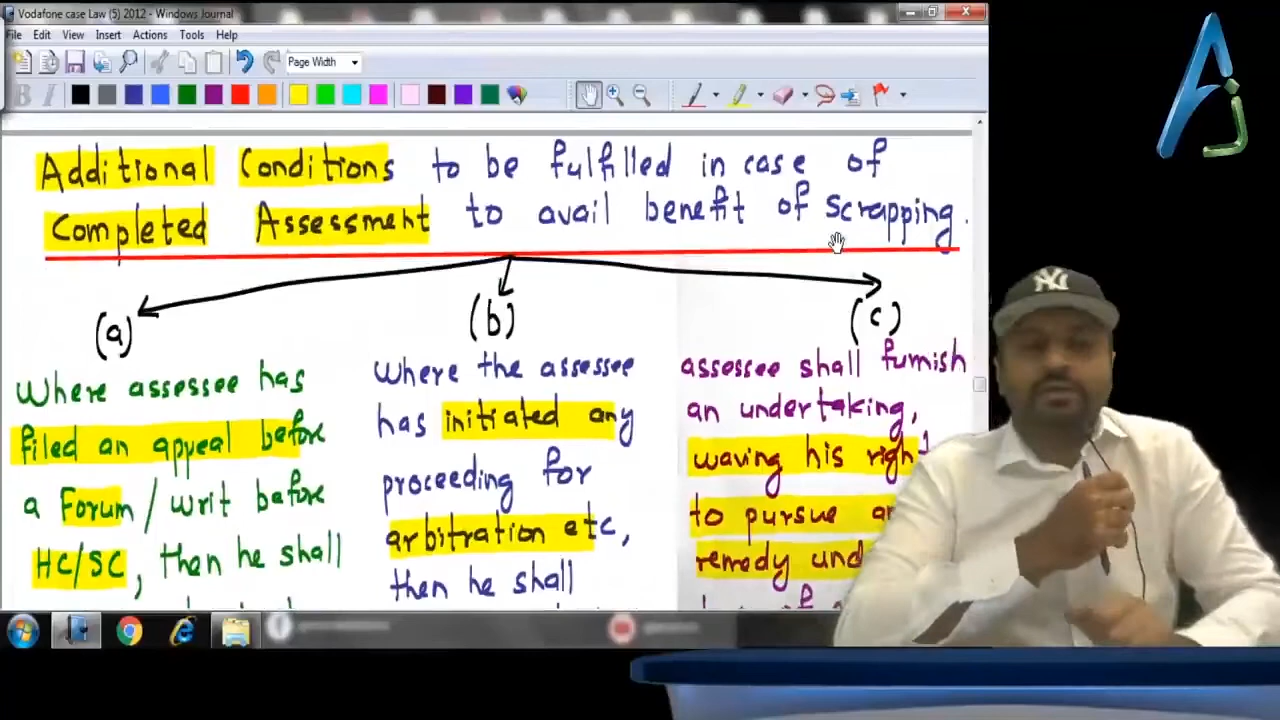 Vodafone case Law (5) 2012 - Windows Journal
File Edit View Insert Actions Tools Help
Page Width
B I
Additional Conditions to be fulfilled in case of
Completed Assessment to avail benefit of scrapping.
(a)
Where assessee has
filed an appeal before
a Forum / writ before
HC/SC, then he shall
(b)
Where the assessee
has initiated any
proceeding for
arbitration etc,
then he shall
(c)
assessee shall furnish
an undertaking,
waving his right
to pursue
remedy
NY
AJ